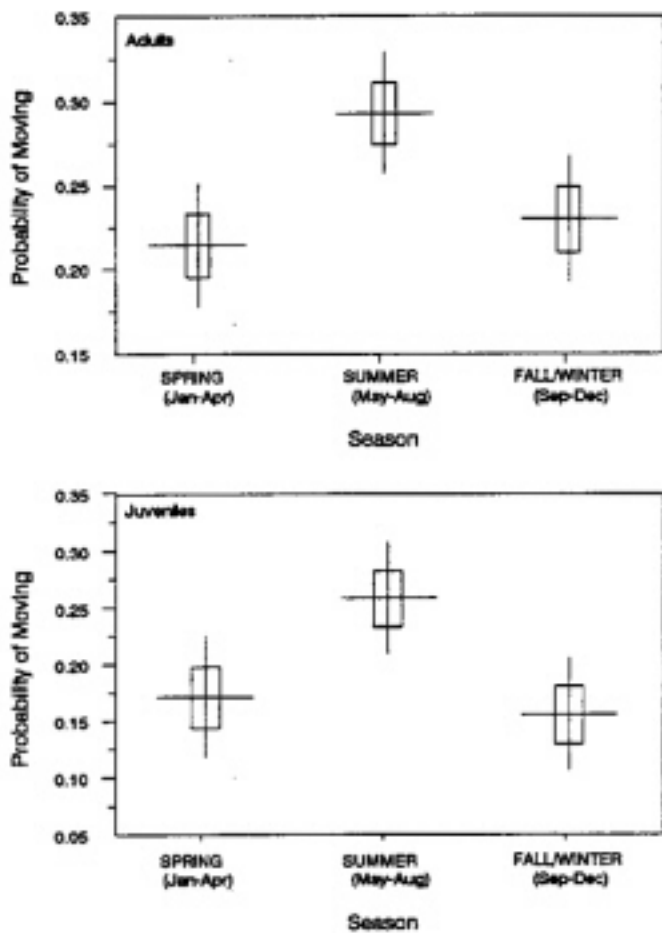 0.35
Adults
0.30
0.25
0.20
0.15
Probability of Moving
SPRING SUMMER FALL/WINTER
(Jan-Apr) (May-Aug) (Sep-Dec)
Season
0.35
Juveniles
0.30
0.25
0.20
0.15
0.10
0.05
Probability of Moving
SPRING SUMMER FALL/WINTER
(Jan-Apr) (May-Aug) (Sep-Dec)
Season